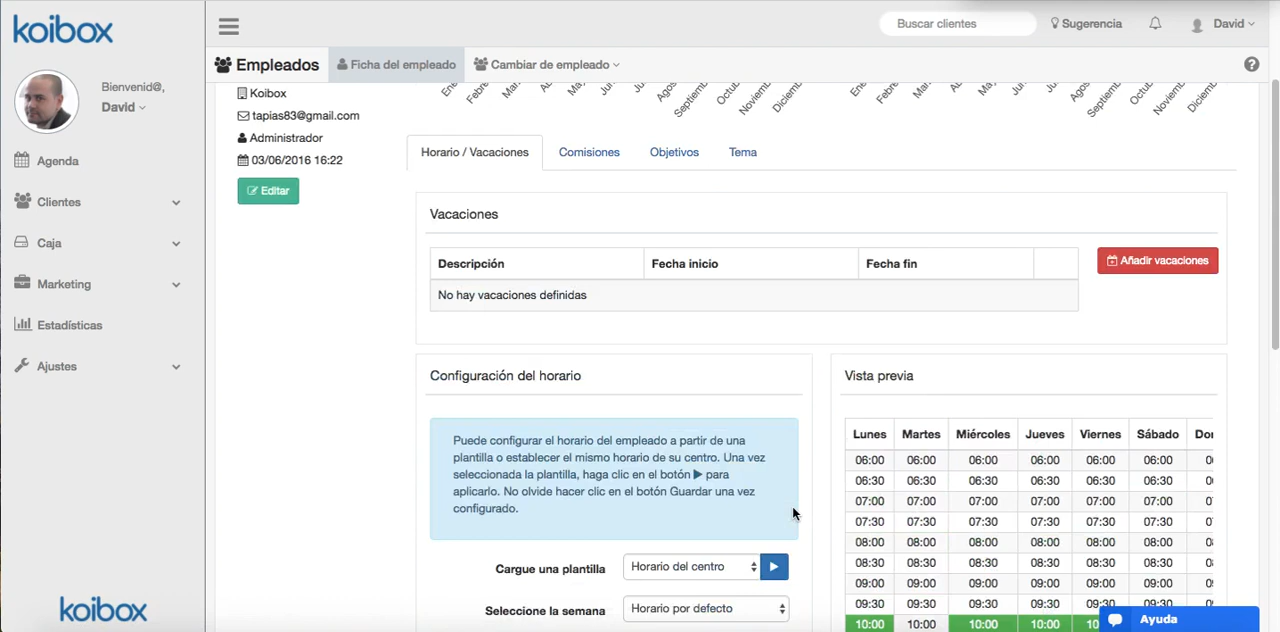 koibox
Buscar clientes
Sugerencia
David
Empleados
Ficha del empleado
Cambiar de empleado
Bienvenid@,
David
Agenda
Clientes
Caja
Marketing
Estadísticas
Ajustes
koibox
Koibox
tapias83@gmail.com
Administrador
03/06/2016 16:22
Editar
Horario / Vacaciones
Comisiones
Objetivos
Tema
Vacaciones
Descripción Fecha inicio Fecha fin
No hay vacaciones definidas
Añadir vacaciones
Configuración del horario
Puede configurar el horario del empleado a partir de una
plantilla o establecer el mismo horario de su centro. Una vez
seleccionada la plantilla, haga clic en el botón ▶ para
aplicarlo. No olvide hacer clic en el botón Guardar una vez
configurado.
Cargue una plantilla Horario del centro
Seleccione la semana Horario por defecto
Vista previa
Lunes Martes Miércoles Jueves Viernes Sábado
06:00 06:00 06:00 06:00 06:00 06:00
06:30 06:30 06:30 06:30 06:30 06:30
07:00 07:00 07:00 07:00 07:00 07:00
07:30 07:30 07:30 07:30 07:30 07:30
08:00 08:00 08:00 08:00 08:00 08:00
08:30 08:30 08:30 08:30 08:30 08:30
09:00 09:00 09:00 09:00 09:00 09:00
09:30 09:30 09:30 09:30 09:30 09:30
10:00 10:00 10:00 10:00
Ayuda